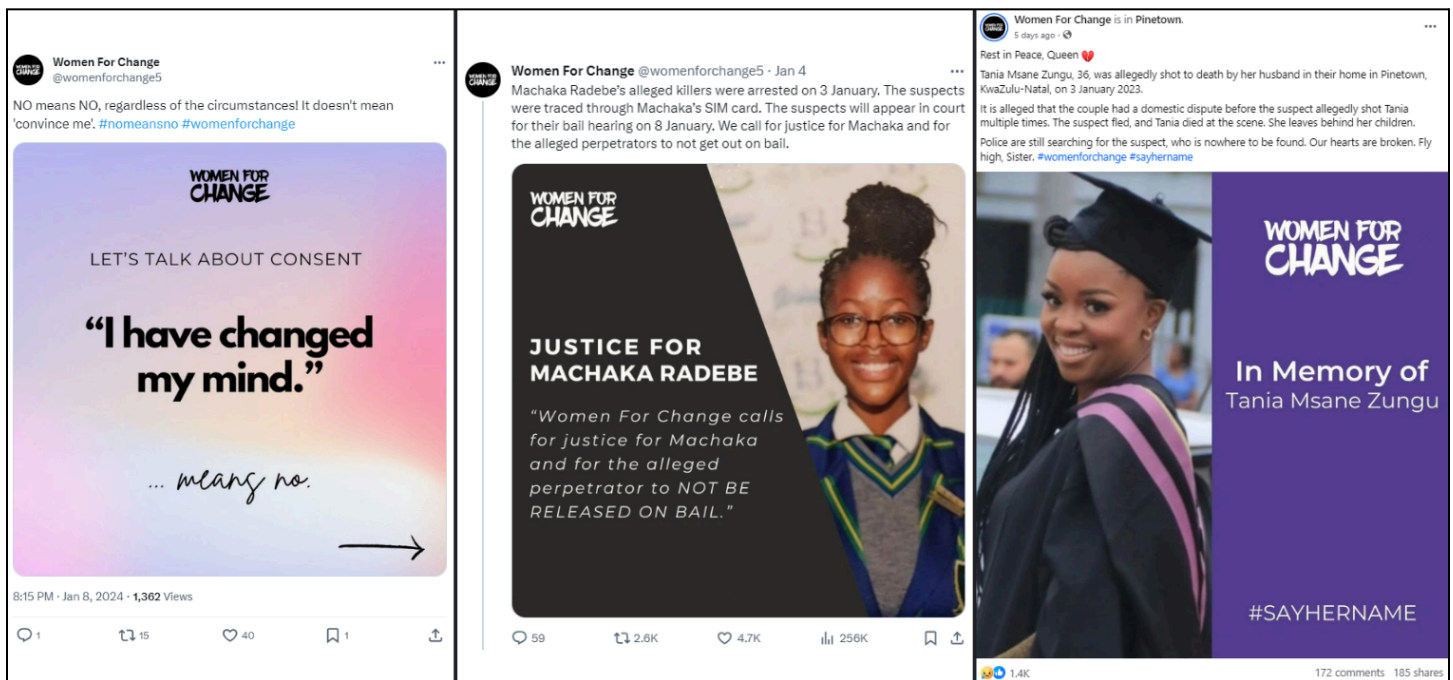 Women For Change
@womenforchange5
NO means NO, regardless of the circumstances! It doesn't mean
'convince me'. #nomeansno #womenforchange
WOMEN FOR
CHANGE
LET'S TALK ABOUT CONSENT
“I have changed
my mind.”
... means no.
8:15 PM · Jan 8, 2024 · 1,362 Views
1
15
40
1
WOMEN FOR
CHANGE
Women For Change @womenforchange5 · Jan 4
Machaka Radebe's alleged killers were arrested on 3 January. The suspects
were traced through Machaka's SIM card. The suspects will appear in court
for their bail hearing on 8 January. We call for justice for Machaka and for
the alleged perpetrators to not get out on bail.
WOMEN FOR
CHANGE
JUSTICE FOR
MACHAKA RADEBE
"Women For Change calls
for justice for Machaka
and for the alleged
perpetrator to NOT BE
RELEASED ON BAIL."
59
2.6K
4.7K
256K
Women For Change is in Pinetown.
5 days ago ·
Rest in Peace, Queen 💔
Tania Msane Zungu, 36, was allegedly shot to death by her husband in their home in Pinetown,
KwaZulu-Natal, on 3 January 2023.
It is alleged that the couple had a domestic dispute before the suspect allegedly shot Tania
multiple times. The suspect fled, and Tania died at the scene. She leaves behind her children.
Police are still searching for the suspect, who is nowhere to be found. Our hearts are broken. Fly
high, Sister. #womenforchange #sayhername
WOMEN FOR
CHANGE
In Memory of
Tania Msane Zungu
#SAYHERNAME
1.4K
172 comments 185 shares